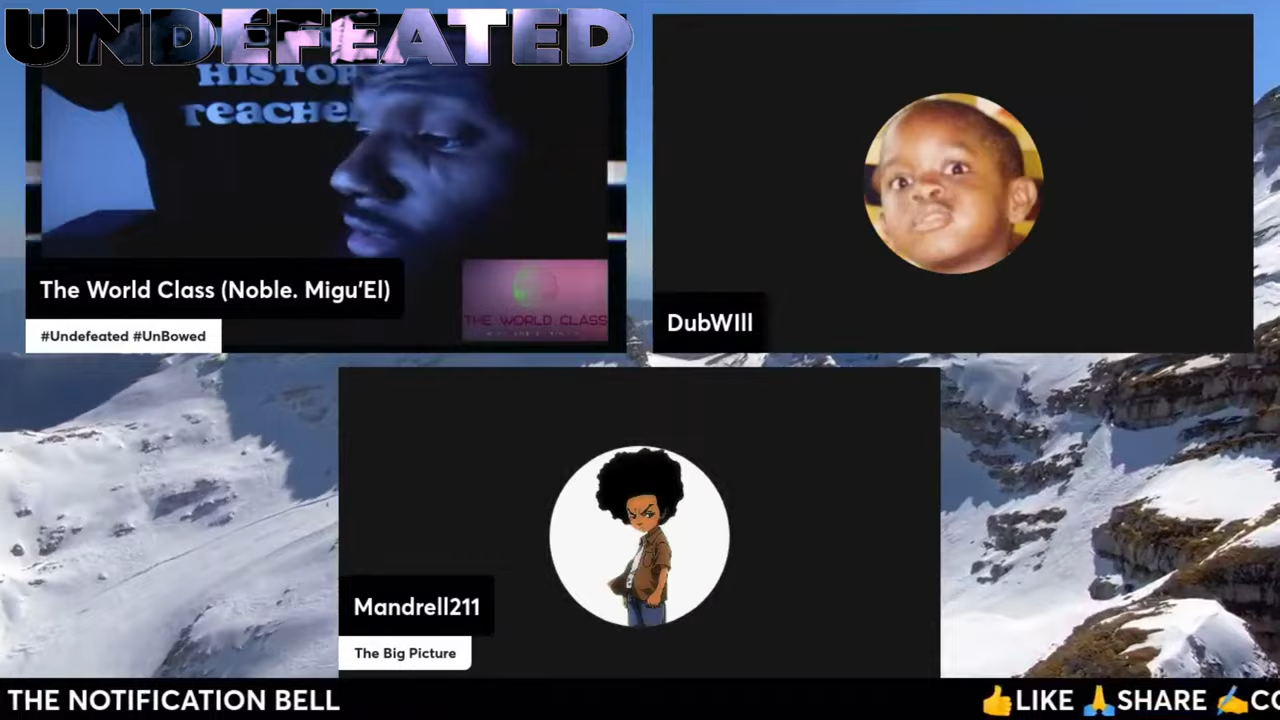 UNDEFEATED
HISTOR
Teacher
The World Class (Noble. Migu'El)
#Undefeated #UnBowed
THE WORLD CLASS
DubWIll
Mandrell211
The Big Picture
THE NOTIFICATION BELL
👍LIKE 🙏SHARE ✍️CO